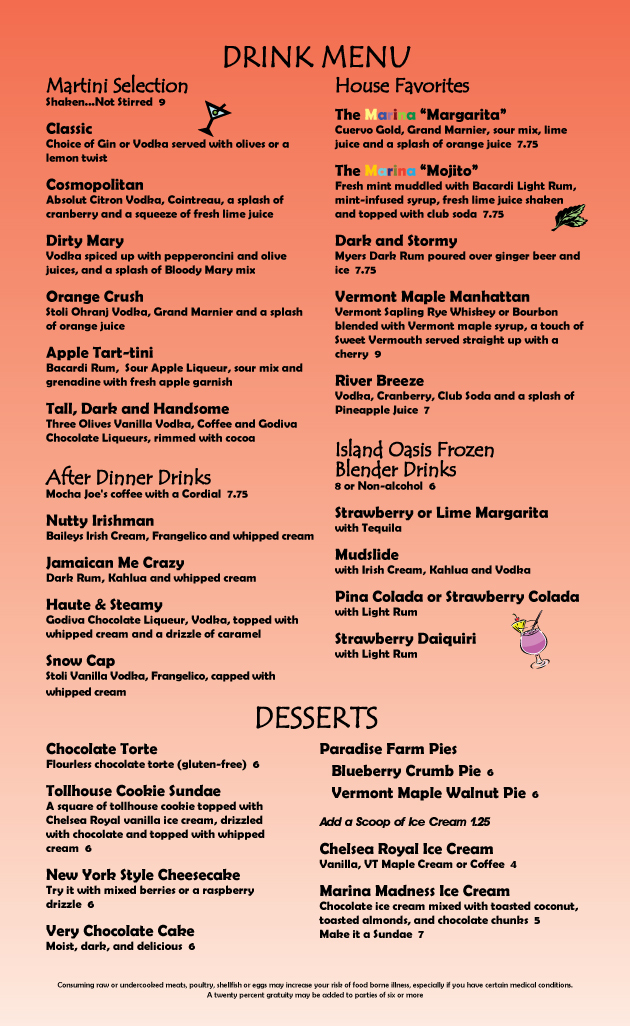 DRINK MENU
Martini Selection
Shaken...Not Stirred 9
Classic
Choice of Gin or Vodka served with olives or a
lemon twist
Cosmopolitan
Absolut Citron Vodka, Cointreau, a splash of
cranberry and a squeeze of fresh lime juice
Dirty Mary
Vodka spiced up with pepperoncini and olive
juices, and a splash of Bloody Mary mix
Orange Crush
Stoli Ohranj Vodka, Grand Marnier and a splash
of orange juice
Apple Tart-tini
Bacardi Rum, Sour Apple Liqueur, sour mix and
grenadine with fresh apple garnish
Tall, Dark and Handsome
Three Olives Vanilla Vodka, Coffee and Godiva
Chocolate Liqueurs, rimmed with cocoa
After Dinner Drinks
Mocha Joe's coffee with a Cordial 7.75
Nutty Irishman
Baileys Irish Cream, Frangelico and whipped cream
Jamaican Me Crazy
Dark Rum, Kahlua and whipped cream
Haute & Steamy
Godiva Chocolate Liqueur, Vodka, topped with
whipped cream and a drizzle of caramel
Snow Cap
Stoli Vanilla Vodka, Frangelico, capped with
whipped cream
House Favorites
The Marina “Margarita”
Cuervo Gold, Grand Marnier, sour mix, lime
juice and a splash of orange juice 7.75
The Marina “Mojito”
Fresh mint muddled with Bacardi Light Rum,
mint-infused syrup, fresh lime juice shaken
and topped with club soda 7.75
Dark and Stormy
Myers Dark Rum poured over ginger beer and
ice 7.75
Vermont Maple Manhattan
Vermont Sapling Rye Whiskey or Bourbon
blended with Vermont maple syrup, a touch of
Sweet Vermouth served straight up with a
cherry 9
River Breeze
Vodka, Cranberry, Club Soda and a splash of
Pineapple Juice 7
Island Oasis Frozen
Blender Drinks
8 or Non-alcohol 6
Strawberry or Lime Margarita
with Tequila
Mudslide
with Irish Cream, Kahlua and Vodka
Pina Colada or Strawberry Colada
with Light Rum
Strawberry Daiquiri
with Light Rum
DESSERTS
Chocolate Torte
Flourless chocolate torte (gluten-free) 6
Tollhouse Cookie Sundae
A square of tollhouse cookie topped with
Chelsea Royal vanilla ice cream, drizzled
with chocolate and topped with whipped
cream 6
New York Style Cheesecake
Try it with mixed berries or a raspberry
drizzle 6
Very Chocolate Cake
Moist, dark, and delicious 6
Paradise Farm Pies
Blueberry Crumb Pie 6
Vermont Maple Walnut Pie 6
Add a Scoop of Ice Cream 1.25
Chelsea Royal Ice Cream
Vanilla, VT Maple Cream or Coffee 4
Marina Madness Ice Cream
Chocolate ice cream mixed with toasted coconut,
toasted almonds, and chocolate chunks 5
Make it a Sundae 7
Consuming raw or undercooked meats, poultry, shellfish or eggs may increase your risk of food borne illness, especially if you have certain medical conditions.
A twenty percent gratuity may be added to parties of six or more